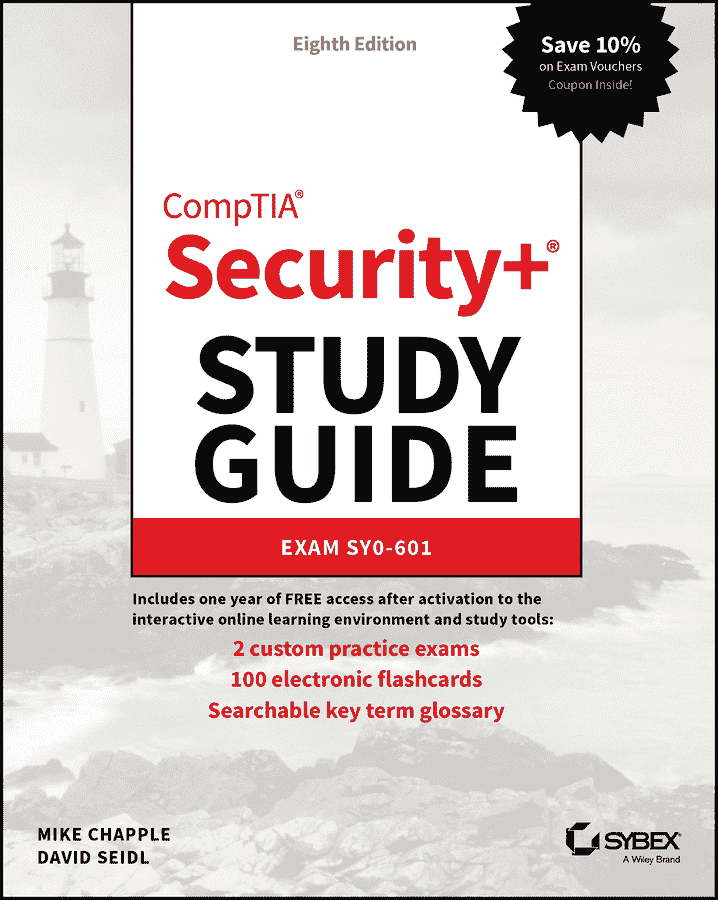 Eighth Edition
Save 10%
on Exam Vouchers
Coupon Inside!
CompTIA®
Security+®
STUDY
GUIDE
EXAM SY0-601
Includes one year of FREE access after activation to the
interactive online learning environment and study tools:
2 custom practice exams
100 electronic flashcards
Searchable key term glossary
MIKE CHAPPLE
DAVID SEIDL
SYBEX®
A Wiley Brand